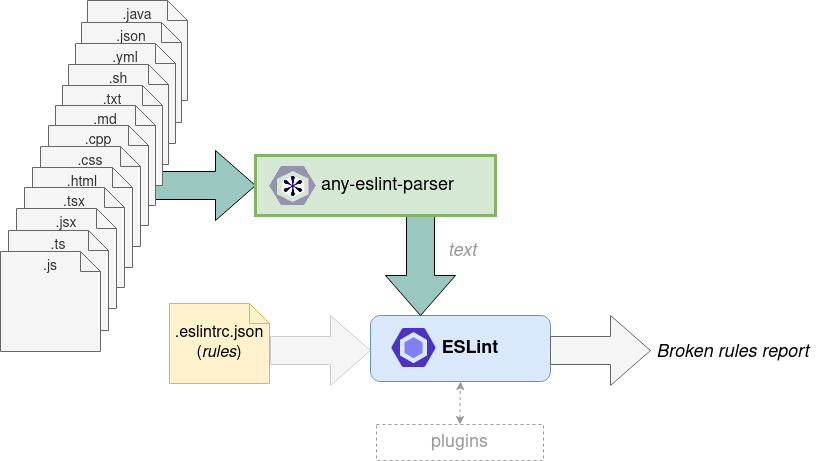 .java
.json
.yml
.sh
.txt
.md
.cpp
.css
.html
.tsx
.jsx
.ts
.js
any-eslint-parser
text
.eslintrc.json
(rules)
ESLint
Broken rules report
plugins